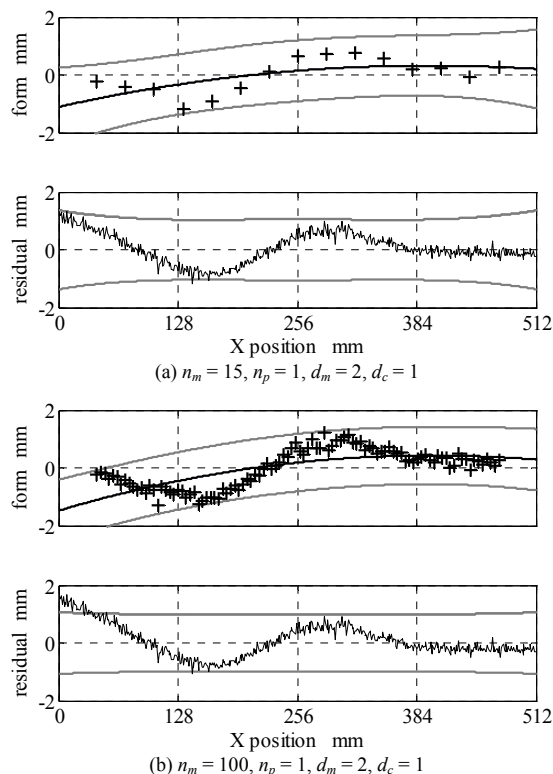 form mm
2
0
-2
residual mm
2
0
-2
0 128 256 384 512
X position mm
(a) n_m = 15, n_p = 1, d_m = 2, d_c = 1
form mm
2
0
-2
residual mm
2
0
-2
0 128 256 384 512
X position mm
(b) n_m = 100, n_p = 1, d_m = 2, d_c = 1